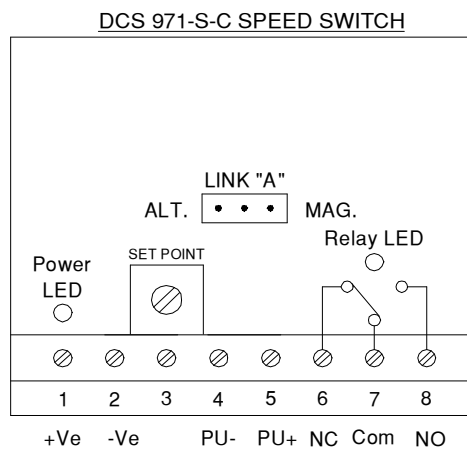 DCS 971-S-C SPEED SWITCH
LINK "A"
ALT. MAG.
Relay LED
Power
LED
SET POINT
1 2 3 4 5 6 7 8
+Ve -Ve PU- PU+ NC Com NO